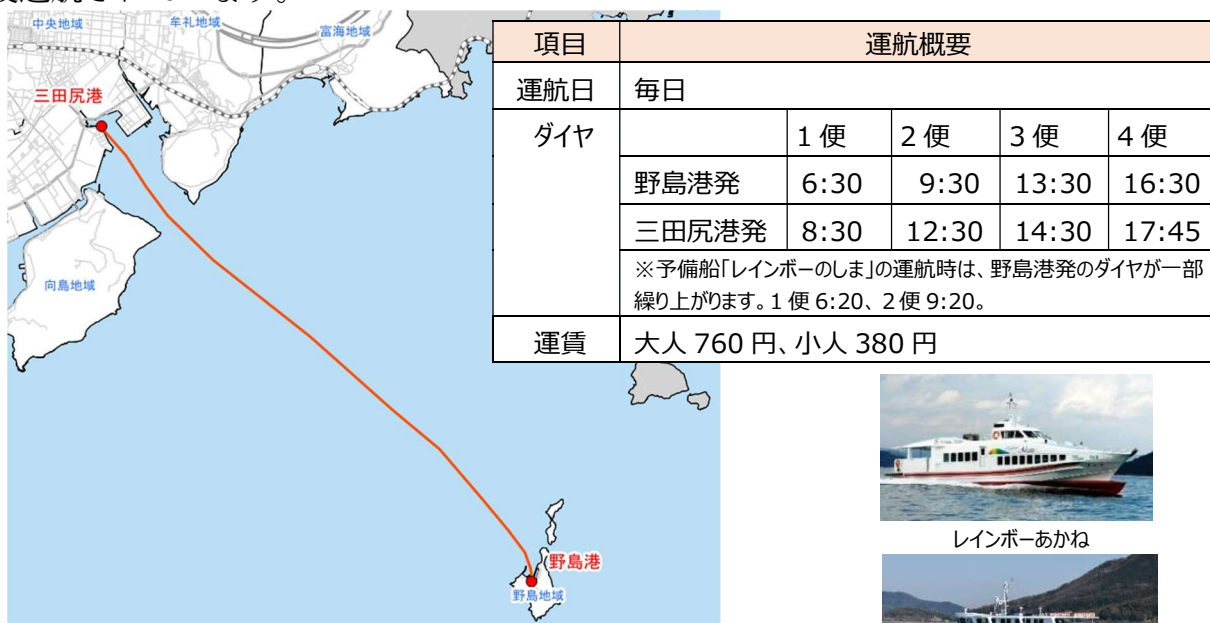 中央地域
牟礼地域
富海地域
三田尻港
向島地域
野島港
野島地域
項目 運航概要
運航日 毎日
ダイヤ 1便 2便 3便 4便
野島港発 6:30 9:30 13:30 16:30
三田尻港発 8:30 12:30 14:30 17:45
※予備船「レインボーのしま」の運航時は、野島港発のダイヤが一部
繰り上がります。1便 6:20、2便 9:20。
運賃 大人 760 円、小人 380 円
レインボーあかね